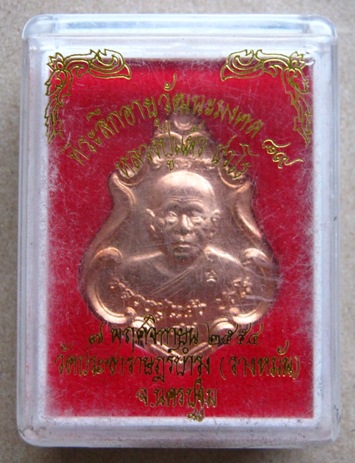 ที่ระลึกอายุวัฒนะมงคล ๘๙
หลวงปู่แผ้ว ปวโร
๗ พฤศจิกายน ๒๕๕๔
วัดประชาราษฎร์บำรุง (รางหมัน)
จ.นครปฐม